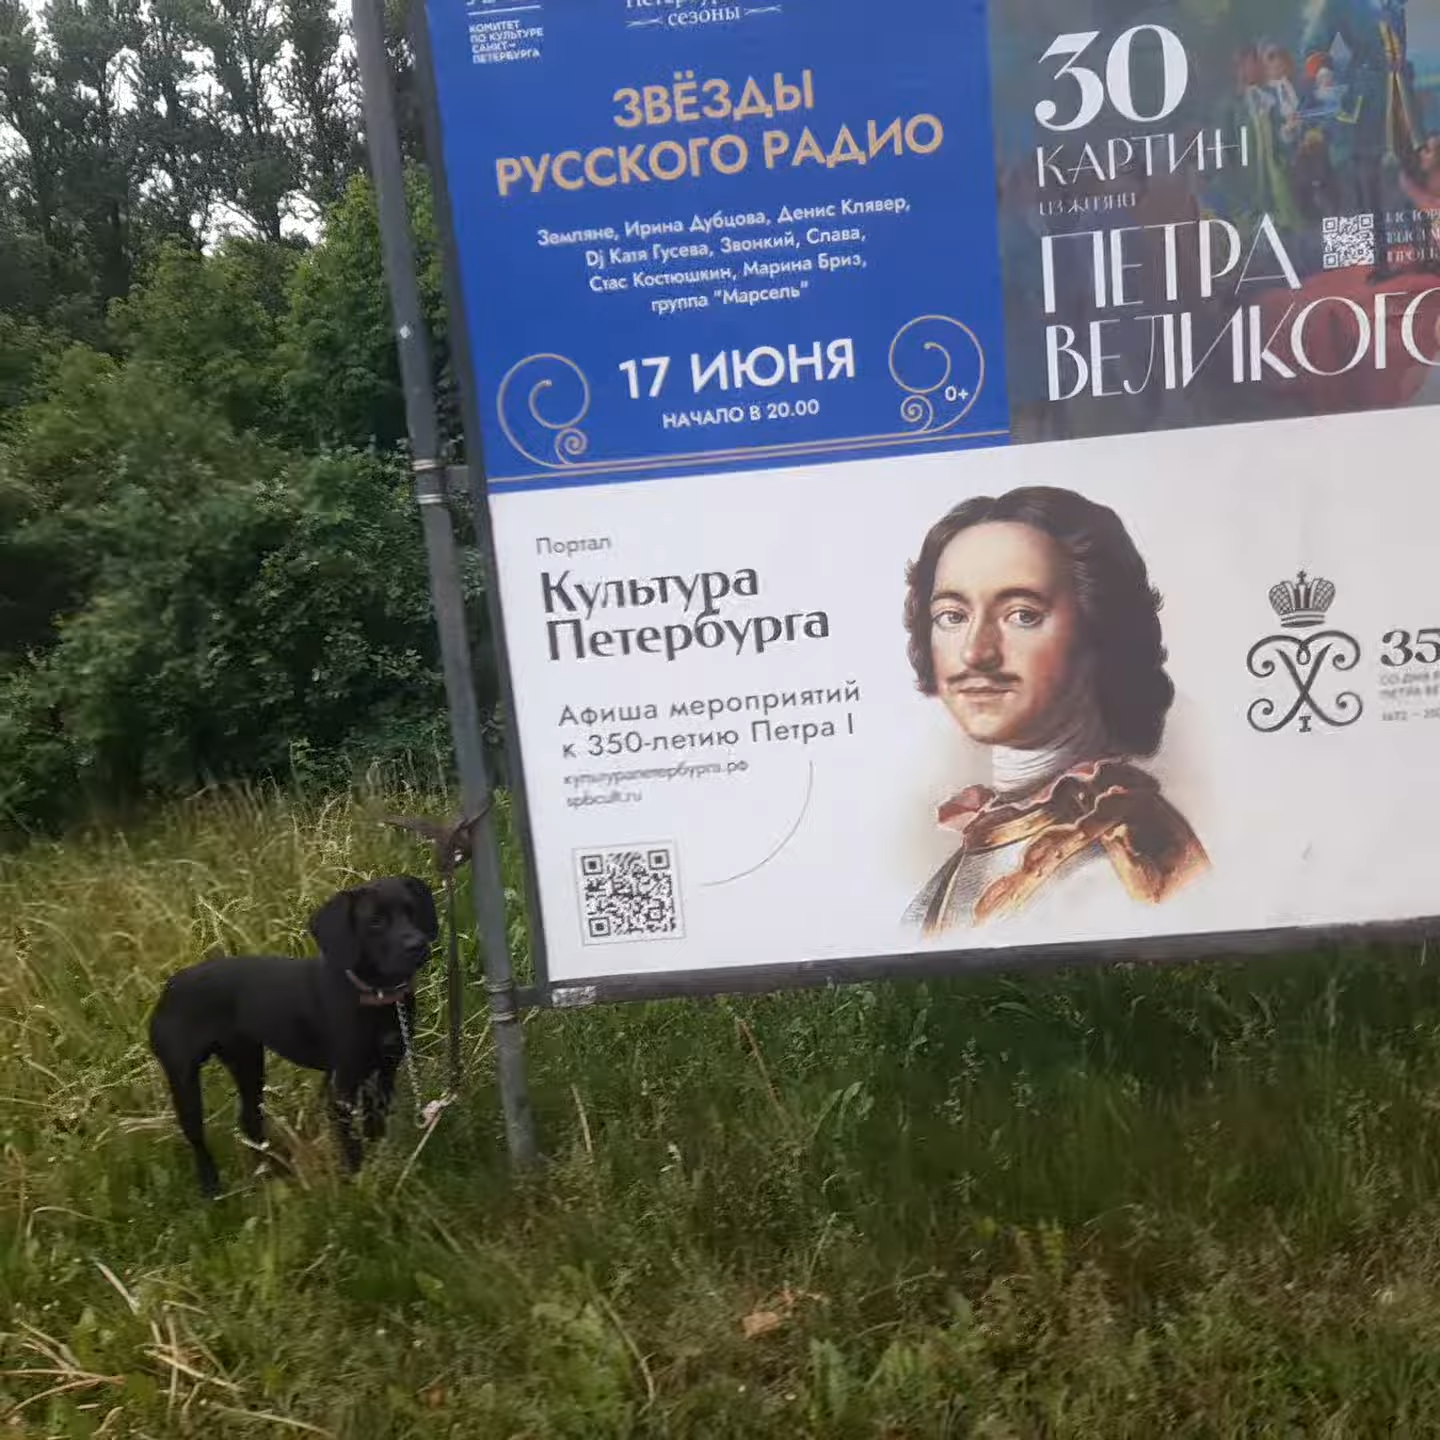 КОМИТЕТ
ПО КУЛЬТУРЕ
САНКТ-
ПЕТЕРБУРГА
сезоны
ЗВЁЗДЫ
РУССКОГО РАДИО
Земляне, Ирина Дубцова, Денис Клявер,
Dj Катя Гусева, Звонкий, Слава,
Стас Костюшкин, Марина Бриз,
группа "Марсель"
17 ИЮНЯ
НАЧАЛО В 20.00
0+
30
КАРТИН
ИЗ ЖИЗНИ
ПЕТРА
ВЕЛИКОГО
Портал
Культура
Петербурга
Афиша мероприятий
к 350-летию Петра I
культурапетербурга.рф
spbcult.ru
I
35